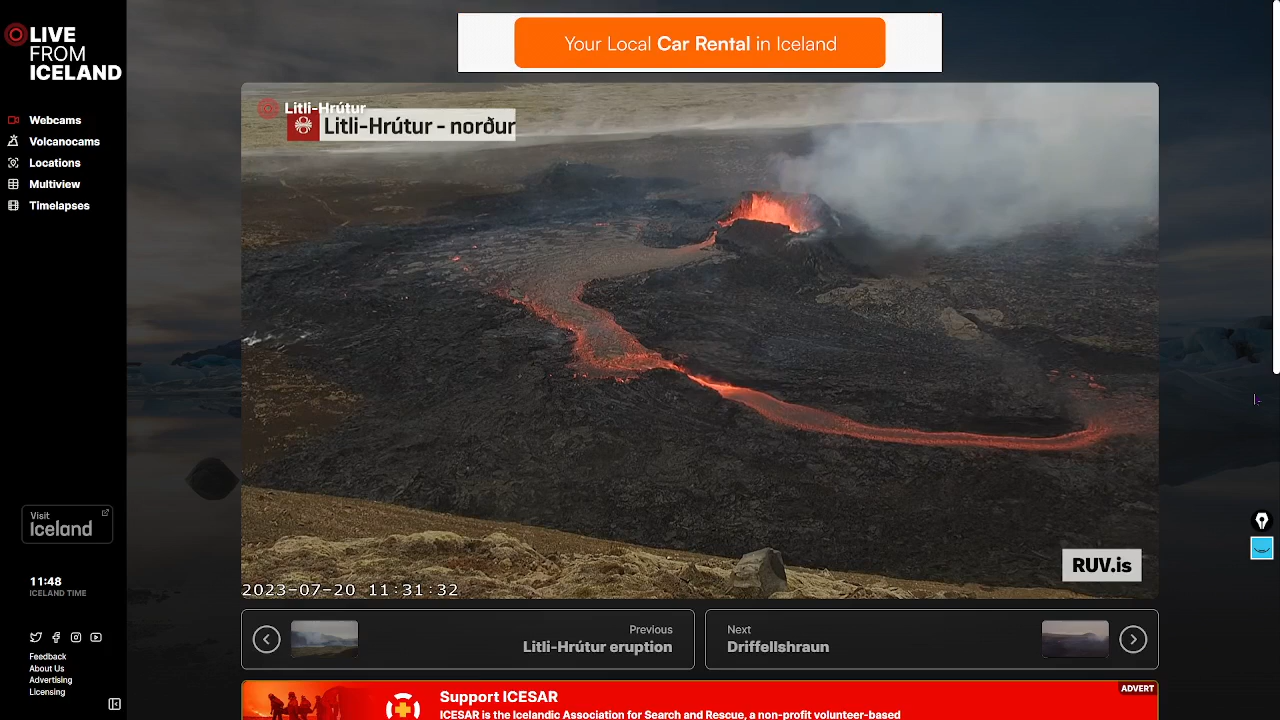 LIVE
FROM
ICELAND
Webcams
Volcanocams
Locations
Multiview
Timelapses
Visit
Iceland
11:48
ICELAND TIME
Feedback
About Us
Advertising
Licensing
Your Local Car Rental in Iceland
Litli-Hrútur
Litli-Hrútur - norður
RUV.is
2023-07-20 11:31:32
Previous
Litli-Hrútur eruption
Next
Driffellshraun
ADVERT
Support ICESAR
ICESAR is the Icelandic Association for Search and Rescue, a non-profit volunteer-based